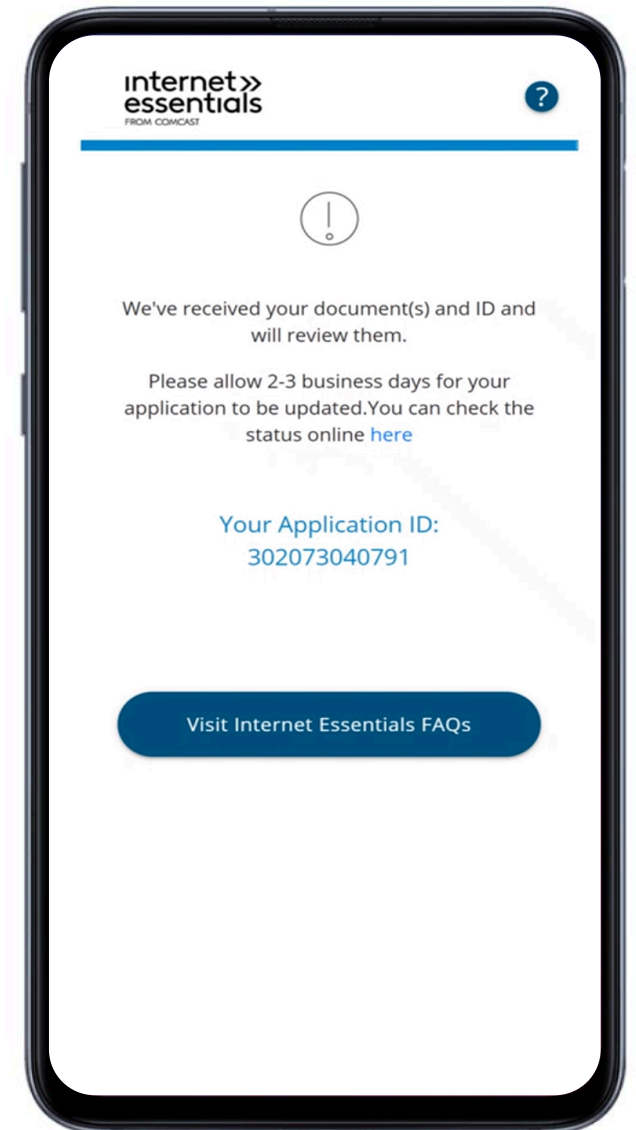 ınternet»
essentıals
FROM COMCAST
?
We've received your document(s) and ID and
will review them.
Please allow 2-3 business days for your
application to be updated.You can check the
status online here
Your Application ID:
302073040791
Visit Internet Essentials FAQs